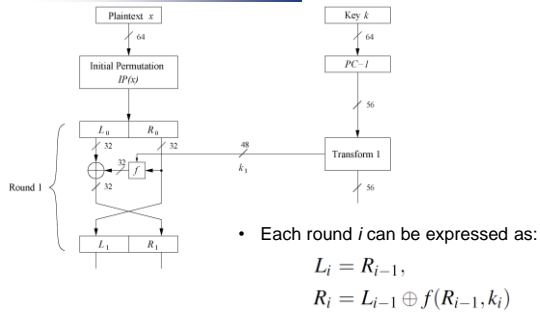 Plaintext x
64
Initial Permutation
IP(x)
Key k
64
PC-1
56
L0 R0
32 32
32
f
32
48
k1
Transform 1
56
Round 1
L1 R1
• Each round i can be expressed as:
Li = Ri−1,
Ri = Li−1 ⊕ f(Ri−1, ki)